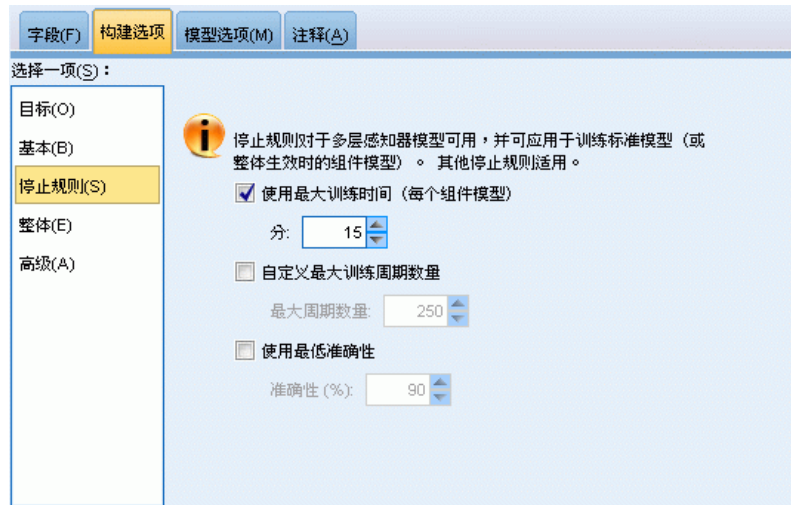 字段(F) 构建选项 模型选项(M) 注释(A)
选择一项(S)：
目标(O)
基本(B)
停止规则(S)
整体(E)
高级(A)
停止规则对于多层感知器模型可用，并可应用于训练标准模型（或
整体生效时的组件模型）。 其他停止规则适用。
使用最大训练时间（每个组件模型）
分: 15
自定义最大训练周期数量
最大周期数量: 250
使用最低准确性
准确性(%): 90